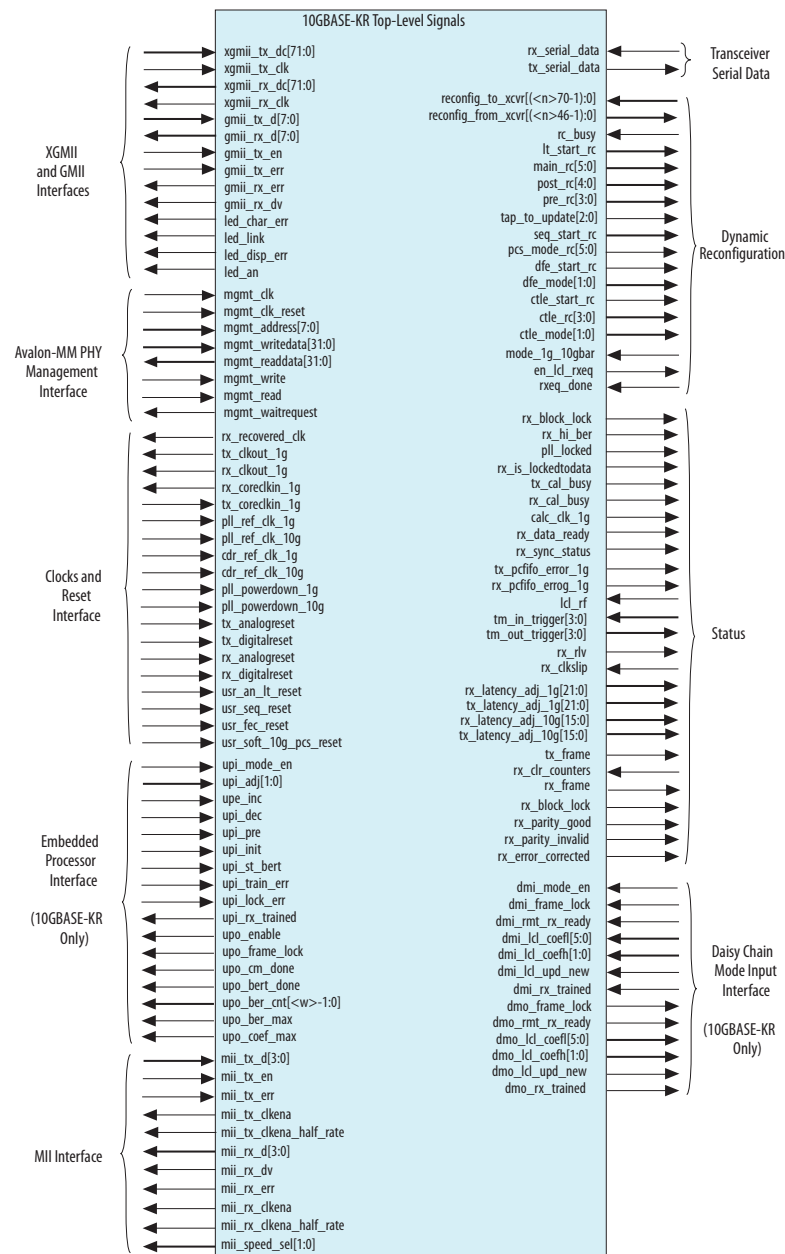 10GBASE-KR Top-Level Signals
XGMII
and GMII
Interfaces
xgmii_tx_dc[71:0]
xgmii_tx_clk
xgmii_rx_dc[71:0]
xgmii_rx_clk
gmii_tx_d[7:0]
gmii_rx_d[7:0]
gmii_tx_en
gmii_tx_err
gmii_rx_err
gmii_rx_dv
led_char_err
led_link
led_disp_err
led_an
Avalon-MM PHY
Management
Interface
mgmt_clk
mgmt_clk_reset
mgmt_address[7:0]
mgmt_writedata[31:0]
mgmt_readdata[31:0]
mgmt_write
mgmt_read
mgmt_waitrequest
Clocks and
Reset
Interface
rx_recovered_clk
tx_clkout_1g
rx_clkout_1g
rx_coreclkin_1g
tx_coreclkin_1g
pll_ref_clk_1g
pll_ref_clk_10g
cdr_ref_clk_1g
cdr_ref_clk_10g
pll_powerdown_1g
pll_powerdown_10g
tx_analogreset
tx_digitalreset
rx_analogreset
rx_digitalreset
usr_an_lt_reset
usr_seq_reset
usr_fec_reset
usr_soft_10g_pcs_reset
Embedded
Processor
Interface
(10GBASE-KR
Only)
upi_mode_en
upi_adj[1:0]
upe_inc
upi_dec
upi_pre
upi_init
upi_st_bert
upi_train_err
upi_lock_err
upi_rx_trained
upo_enable
upo_frame_lock
upo_cm_done
upo_bert_done
upo_ber_cnt[<w>-1:0]
upo_ber_max
upo_coef_max
MII Interface
mii_tx_d[3:0]
mii_tx_en
mii_tx_err
mii_tx_clkena
mii_tx_clkena_half_rate
mii_rx_d[3:0]
mii_rx_dv
mii_rx_err
mii_rx_clkena
mii_rx_clkena_half_rate
mii_speed_sel[1:0]
rx_serial_data
tx_serial_data
Transceiver
Serial Data
reconfig_to_xcvr[(<n>70-1):0]
reconfig_from_xcvr[(<n>46-1):0]
rc_busy
lt_start_rc
main_rc[5:0]
post_rc[4:0]
pre_rc[3:0]
tap_to_update[2:0]
seq_start_rc
pcs_mode_rc[5:0]
dfe_start_rc
dfe_mode[1:0]
ctle_start_rc
ctle_rc[3:0]
ctle_mode[1:0]
mode_1g_10gbar
en_lcl_rxeq
rxeq_done
Dynamic
Reconfiguration
rx_block_lock
rx_hi_ber
pll_locked
rx_is_lockedtodata
tx_cal_busy
rx_cal_busy
calc_clk_1g
rx_data_ready
rx_sync_status
tx_pcfifo_error_1g
rx_pcfifo_errog_1g
lcl_rf
tm_in_trigger[3:0]
tm_out_trigger[3:0]
rx_rlv
rx_clkslip
rx_latency_adj_1g[21:0]
tx_latency_adj_1g[21:0]
rx_latency_adj_10g[15:0]
tx_latency_adj_10g[15:0]
tx_frame
rx_clr_counters
rx_frame
rx_block_lock
rx_parity_good
rx_parity_invalid
rx_error_corrected
Status
dmi_mode_en
dmi_frame_lock
dmi_rmt_rx_ready
dmi_lcl_coefl[5:0]
dmi_lcl_coefh[1:0]
dmi_lcl_upd_new
dmi_rx_trained
dmo_frame_lock
dmo_rmt_rx_ready
dmo_lcl_coefl[5:0]
dmo_lcl_coefh[1:0]
dmo_lcl_upd_new
dmo_rx_trained
Daisy Chain
Mode Input
Interface
(10GBASE-KR
Only)